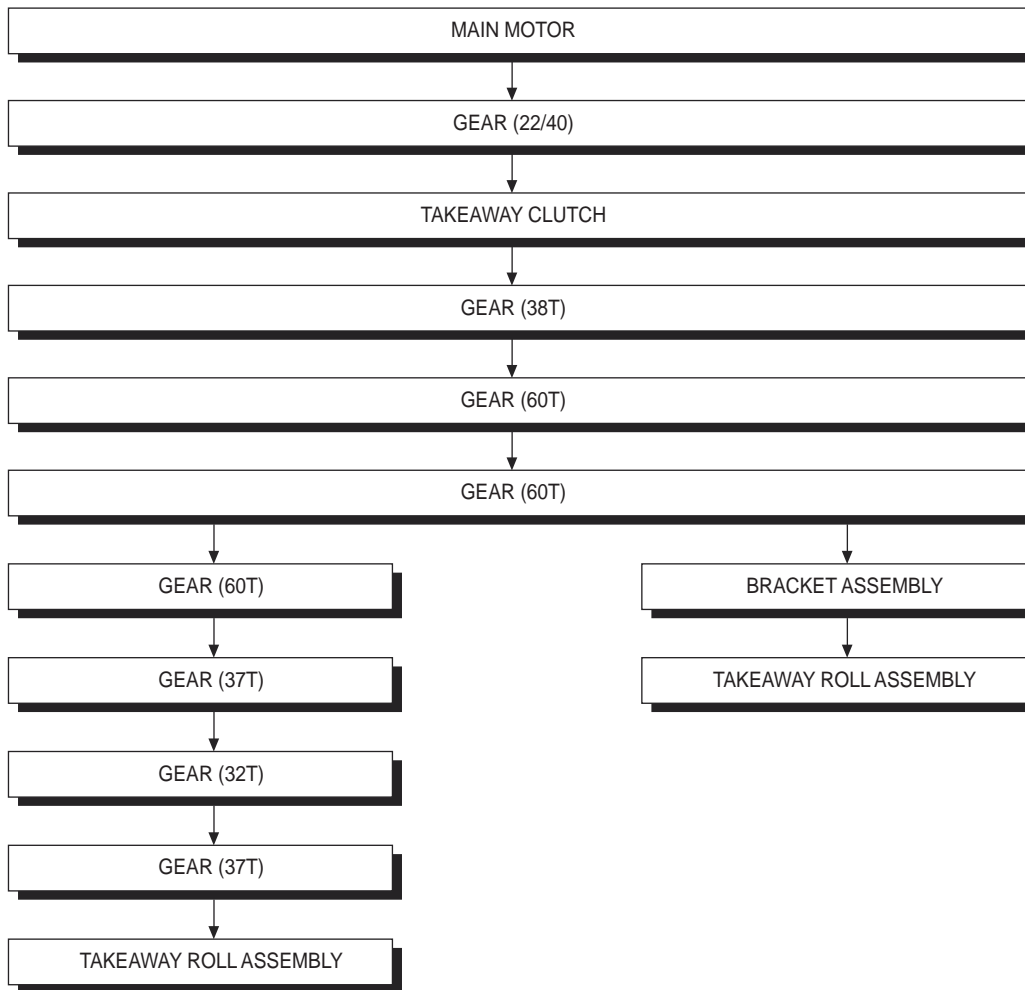 MAIN MOTOR
GEAR (22/40)
TAKEAWAY CLUTCH
GEAR (38T)
GEAR (60T)
GEAR (60T)
GEAR (60T)
BRACKET ASSEMBLY
GEAR (37T)
TAKEAWAY ROLL ASSEMBLY
GEAR (32T)
GEAR (37T)
TAKEAWAY ROLL ASSEMBLY